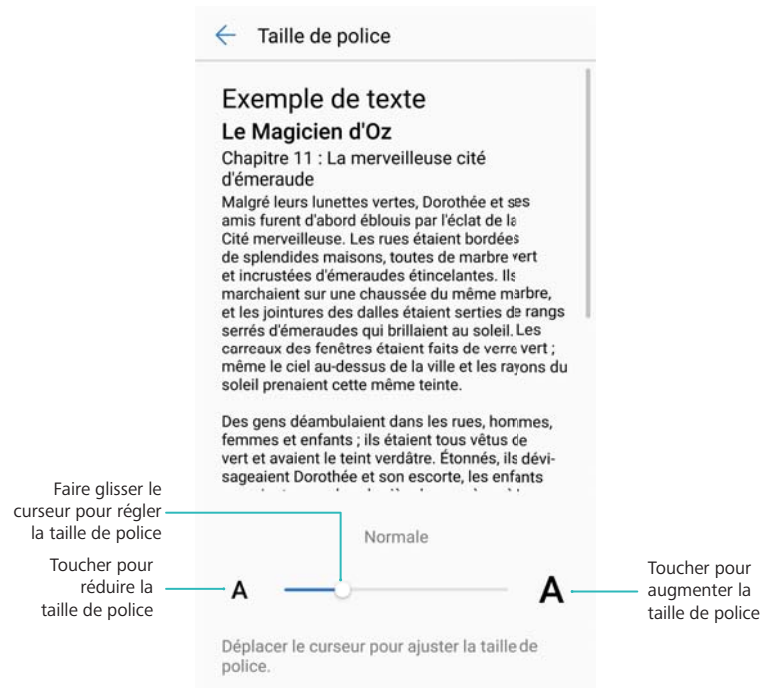 Taille de police
Exemple de texte
Le Magicien d'Oz
Chapitre 11 : La merveilleuse cité
d'émeraude
Malgré leurs lunettes vertes, Dorothée et ses
amis furent d'abord éblouis par l'éclat de la
Cité merveilleuse. Les rues étaient bordées
de splendides maisons, toutes de marbre vert
et incrustées d'émeraudes étincelantes. Ils
marchaient sur une chaussée du même marbre,
et les jointures des dalles étaient serties de rangs
serrés d'émeraudes qui brillaient au soleil. Les
carreaux des fenêtres étaient faits de verre vert ;
même le ciel au-dessus de la ville et les rayons du
soleil prenaient cette même teinte.
Des gens déambulaient dans les rues, hommes,
femmes et enfants ; ils étaient tous vêtus de
vert et avaient le teint verdâtre. Étonnés, ils dévi-
sageaient Dorothée et son escorte, les enfants
Faire glisser le
curseur pour régler
la taille de police
Normale
Toucher pour
réduire la
taille de police
A
A
Toucher pour
augmenter la
taille de police
Déplacer le curseur pour ajuster la taille de
police.